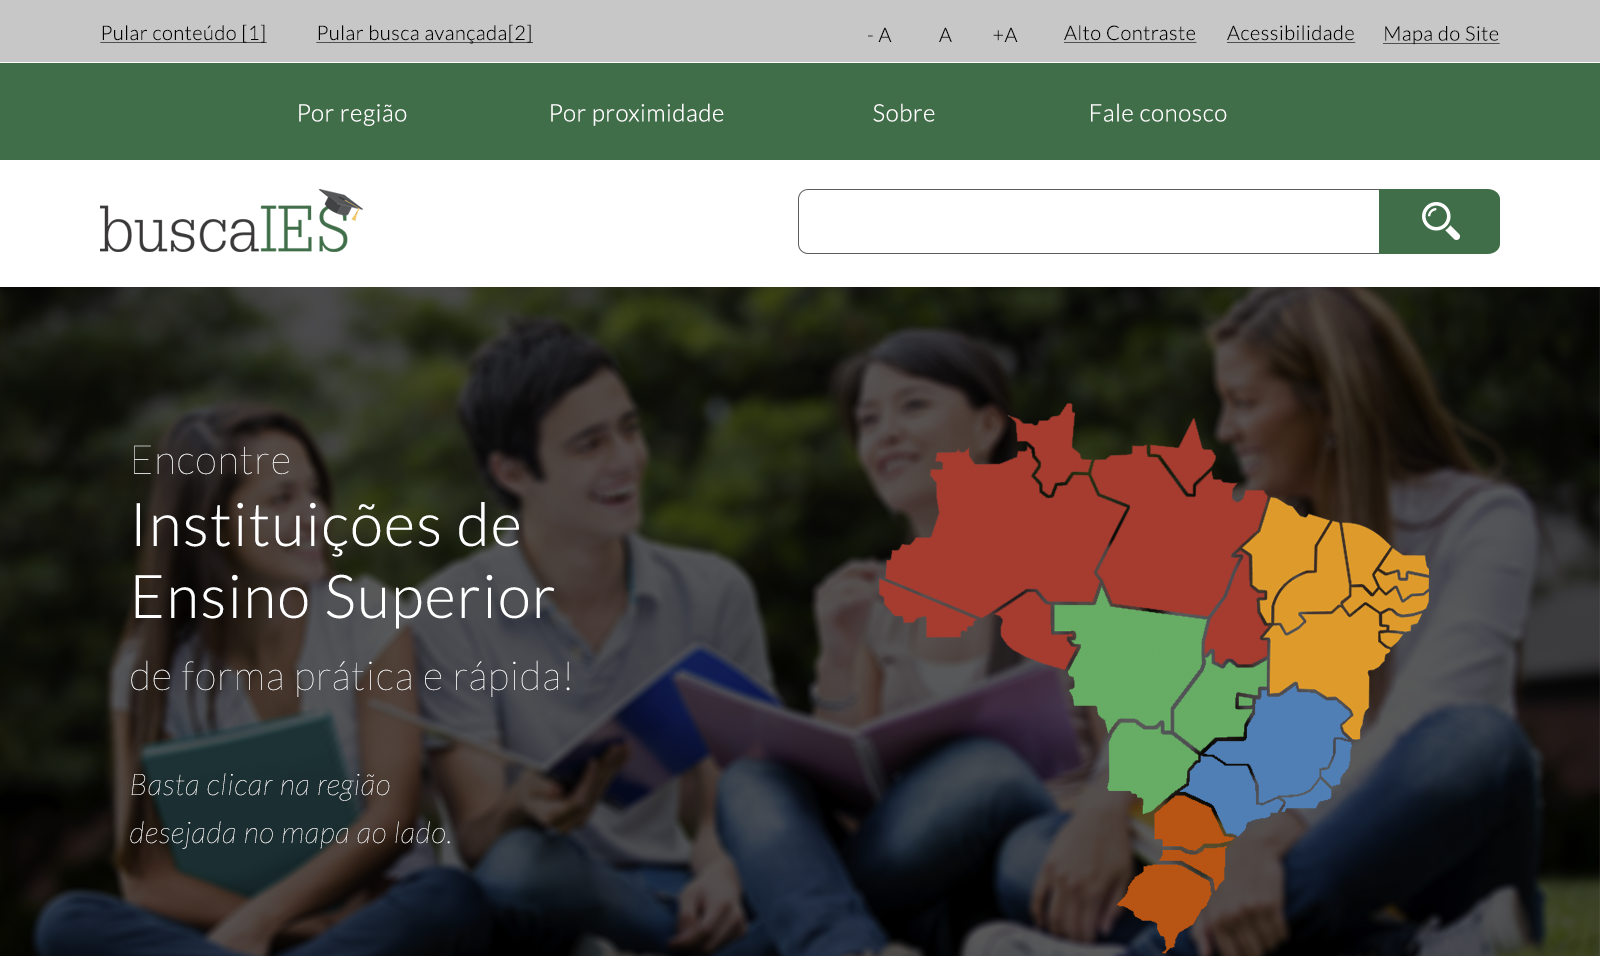 Pular conteúdo [1] Pular busca avançada[2] - A A +A Alto Contraste Acessibilidade Mapa do Site
Por região Por proximidade Sobre Fale conosco
buscaIES
Encontre
Instituições de
Ensino Superior
de forma prática e rápida!
Basta clicar na região
desejada no mapa ao lado.